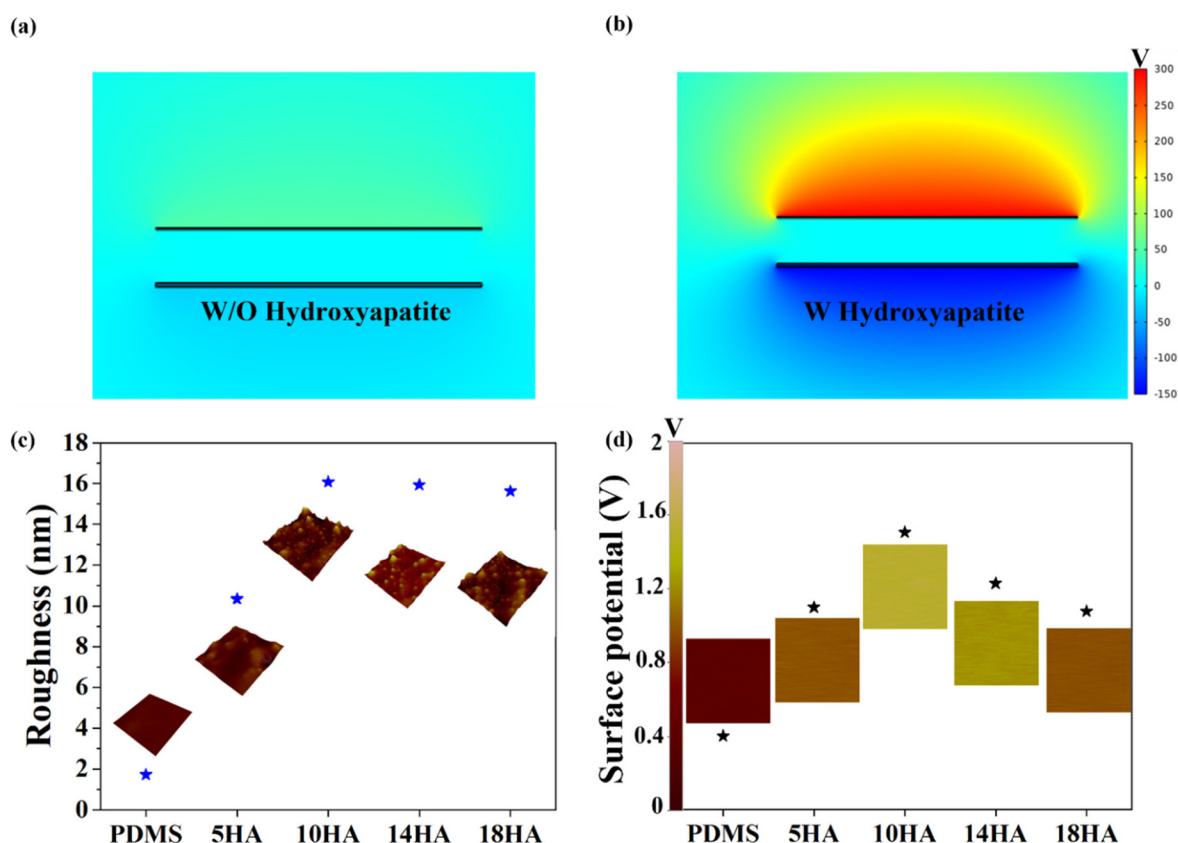 (a)
W/O Hydroxyapatite
(b)
V
300
250
200
150
100
50
0
-50
-100
-150
W Hydroxyapatite
(c)
Roughness (nm)
18
16
14
12
10
8
6
4
2
0
PDMS 5HA 10HA 14HA 18HA
(d)
V
Surface potential (V)
2
1.6
1.2
0.8
0.4
0
PDMS 5HA 10HA 14HA 18HA